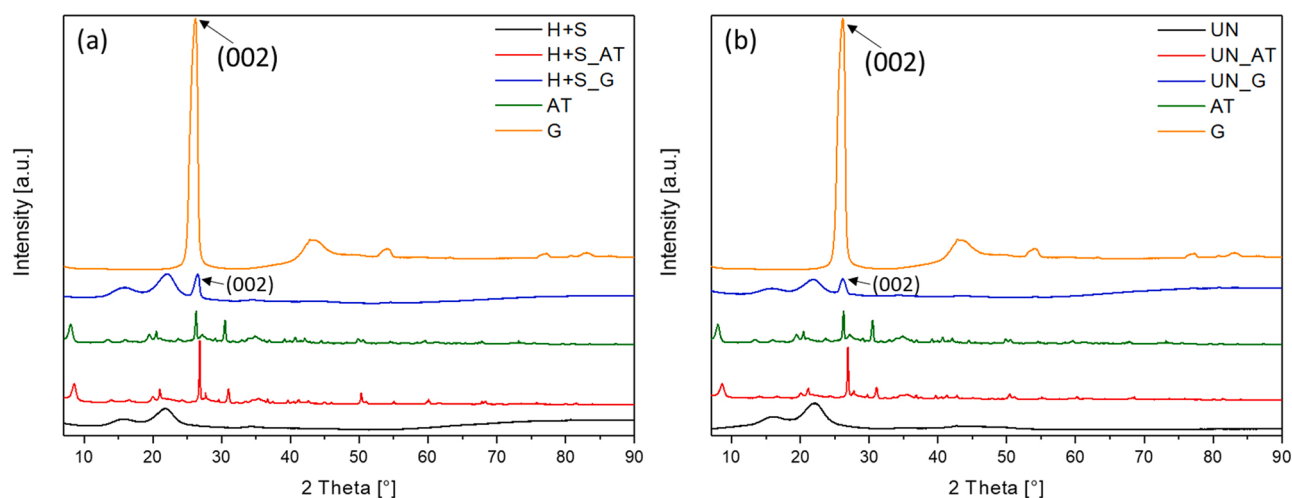 (a)
(002)
H+S
H+S_AT
H+S_G
AT
G
(002)
Intensity [a.u.]
10 20 30 40 50 60 70 80 90
2 Theta [°]
(b)
(002)
UN
UN_AT
UN_G
AT
G
(002)
Intensity [a.u.]
10 20 30 40 50 60 70 80 90
2 Theta [°]